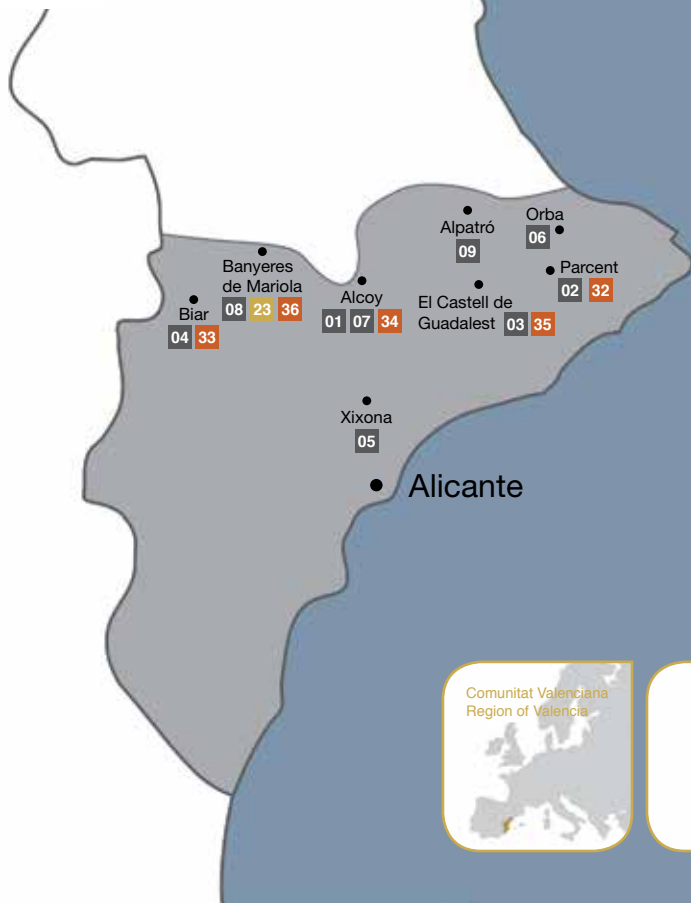 Alpatró
09
Orba
06
Parcent
02 32
Banyeres
de Mariola
08 23 36
Biar
04 33
Alcoy
01 07 34
El Castell de
Guadalest 03 35
Xixona
05
Alicante
Comunitat Valenciana
Region of Valencia